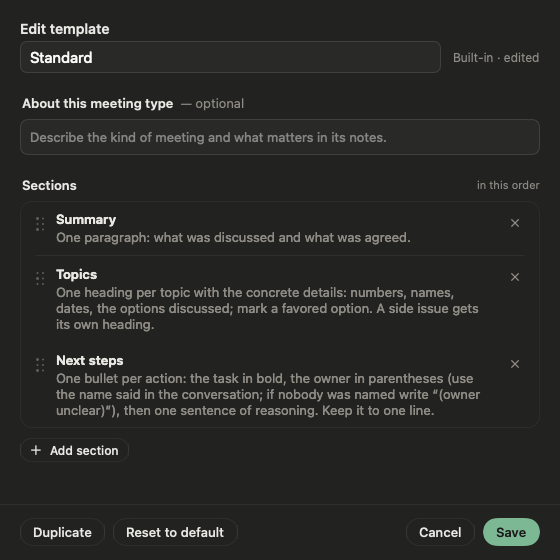 Edit template
Standard
Built-in · edited
About this meeting type — optional
Describe the kind of meeting and what matters in its notes.
Sections
in this order
Summary
One paragraph: what was discussed and what was agreed.
Topics
One heading per topic with the concrete details: numbers, names,
dates, the options discussed; mark a favored option. A side issue gets
its own heading.
Next steps
One bullet per action: the task in bold, the owner in parentheses (use
the name said in the conversation; if nobody was named write “(owner
unclear)”), then one sentence of reasoning. Keep it to one line.
+ Add section
Duplicate
Reset to default
Cancel
Save